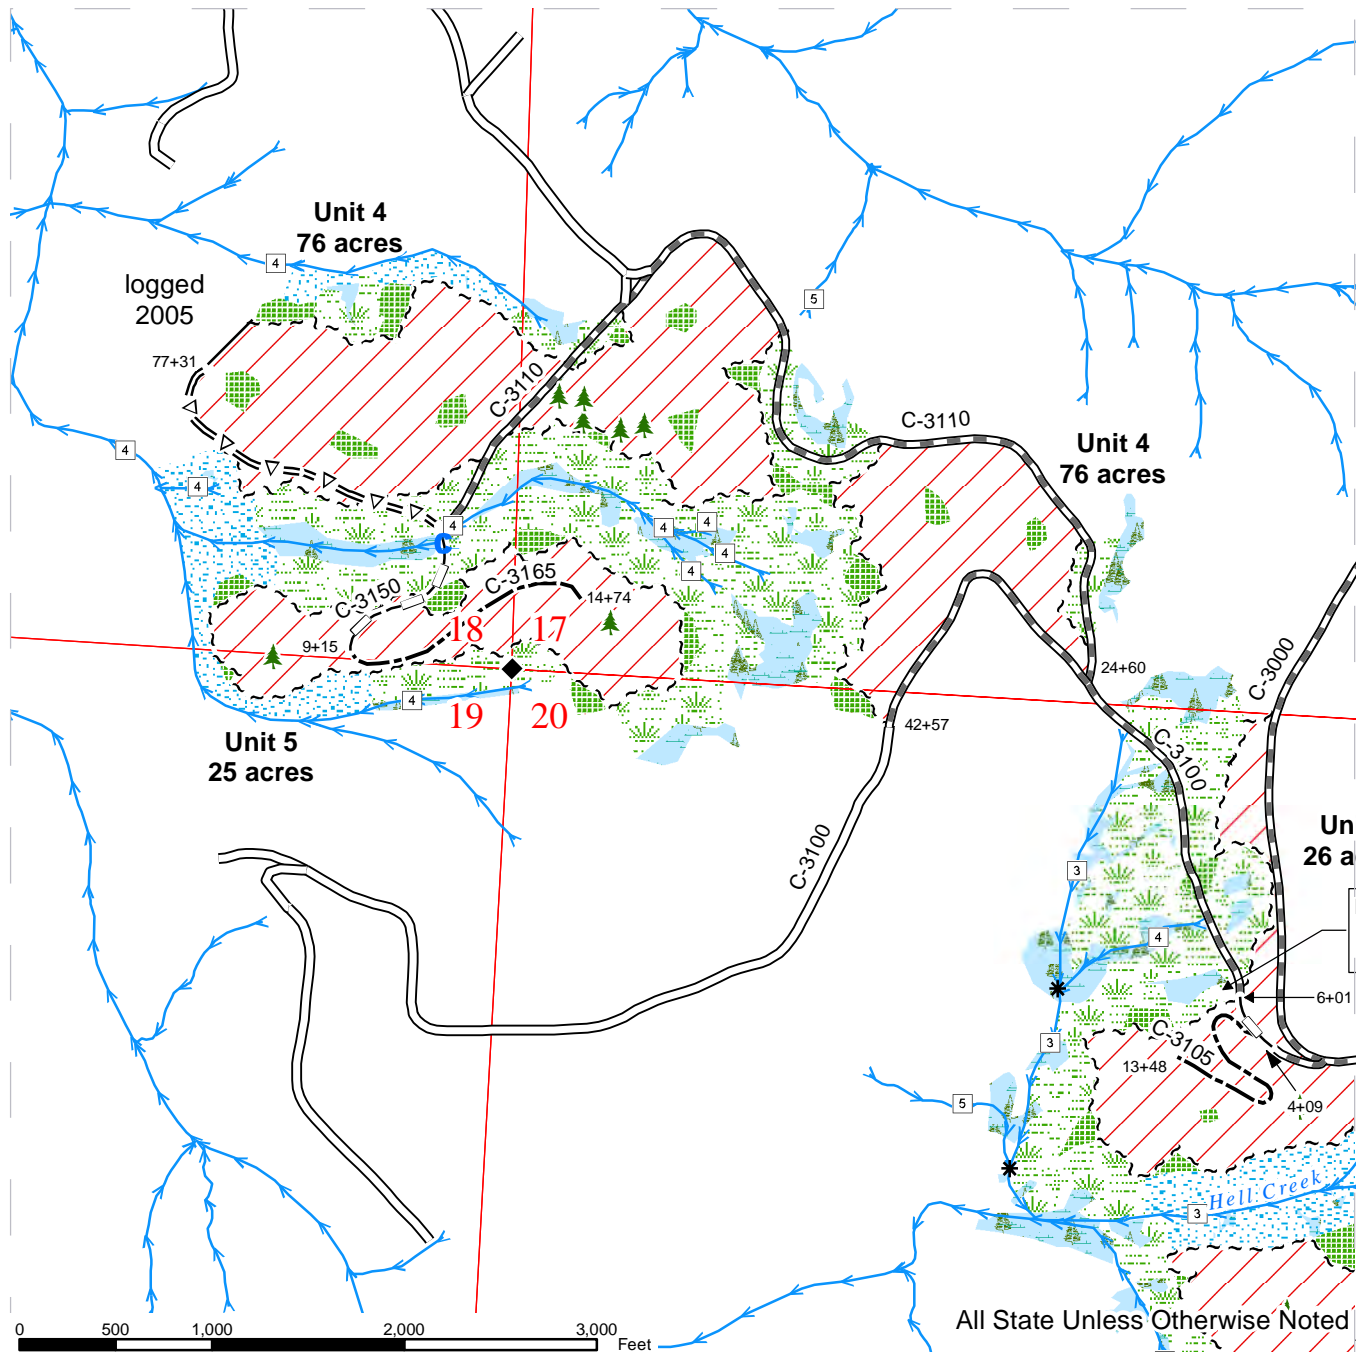 Unit 4
76 acres
4
logged
2005
5
77+31
C-3110
C-3110
Unit 4
76 acres
4
4
4
4
4
4
4
C-3165
C-3150
14+74
18
17
9+15
24+60
C-3000
4
19
20
42+57
Unit 5
25 acres
C-3100
C-3100
Un
26 a
3
4
6+01
3
C-3105
13+48
5
4+09
Hell Creek
3
All State Unless Otherwise Noted
0
500
1,000
2,000
3,000
Feet